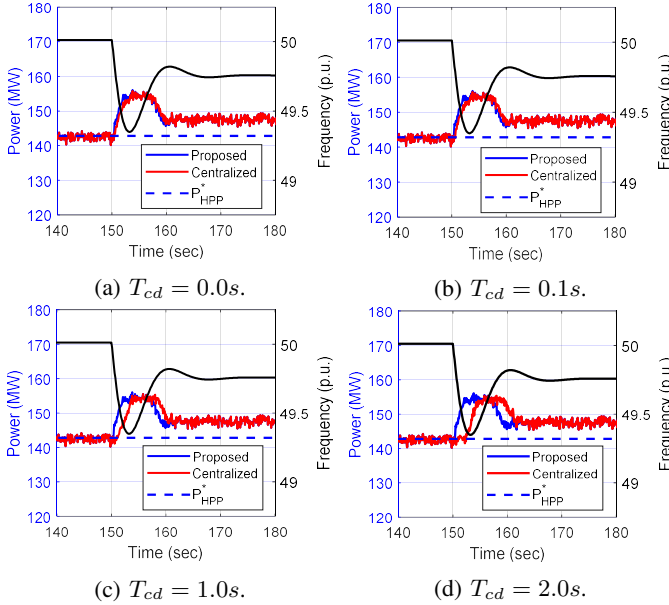 180
170
160
150
140
130
120
Power (MW)
50
49.5
49
Frequency (p.u.)
Proposed
Centralized
P*HPP
140 150 160 170 180
Time (sec)
(a) Tcd = 0.0s.
170
160
150
140
130
120
Power (MW)
50
49.5
49
Frequency (p.u.)
Proposed
Centralized
P*HPP
140 150 160 170 180
Time (sec)
(b) Tcd = 0.1s.
180
170
160
150
140
130
120
Power (MW)
50
49.5
49
Frequency (p.u.)
Proposed
Centralized
P*HPP
140 150 160 170 180
Time (sec)
(c) Tcd = 1.0s.
180
170
160
150
140
130
120
Power (MW)
50
49.5
49
Frequency (p.u.)
Proposed
Centralized
P*HPP
140 150 160 170 180
Time (sec)
(d) Tcd = 2.0s.